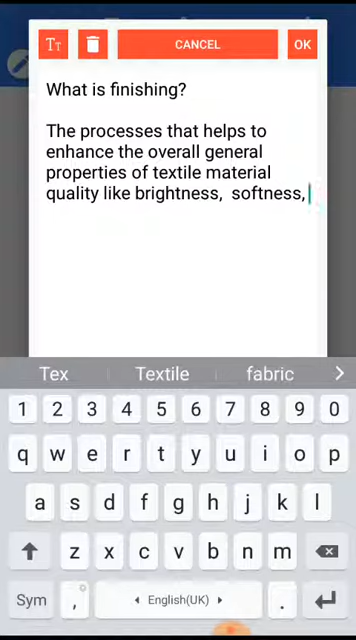 TT CANCEL OK
What is finishing?
The processes that helps to
enhance the overall general
properties of textile material
quality like brightness,  softness,
Tex Textile fabric
1 2 3 4 5 6 7 8 9 0
q w e r t y u i o p
a s d f g h j k l
z x c v b n m
Sym , English(UK) .